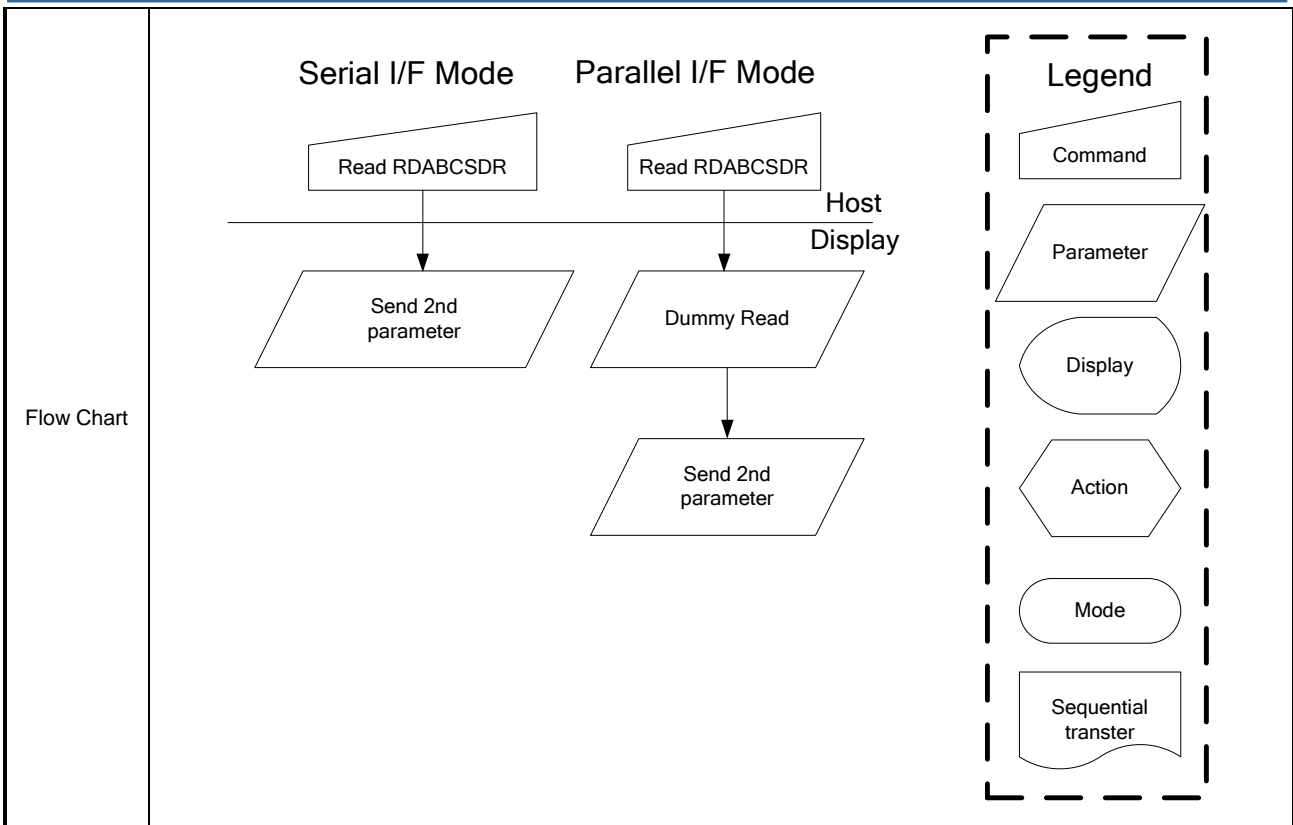 Flow Chart
Serial I/F Mode
Parallel I/F Mode
Read RDABCSDR
Read RDABCSDR
Host
Display
Send 2nd
parameter
Dummy Read
Send 2nd
parameter
Legend
Command
Parameter
Display
Action
Mode
Sequential
transter